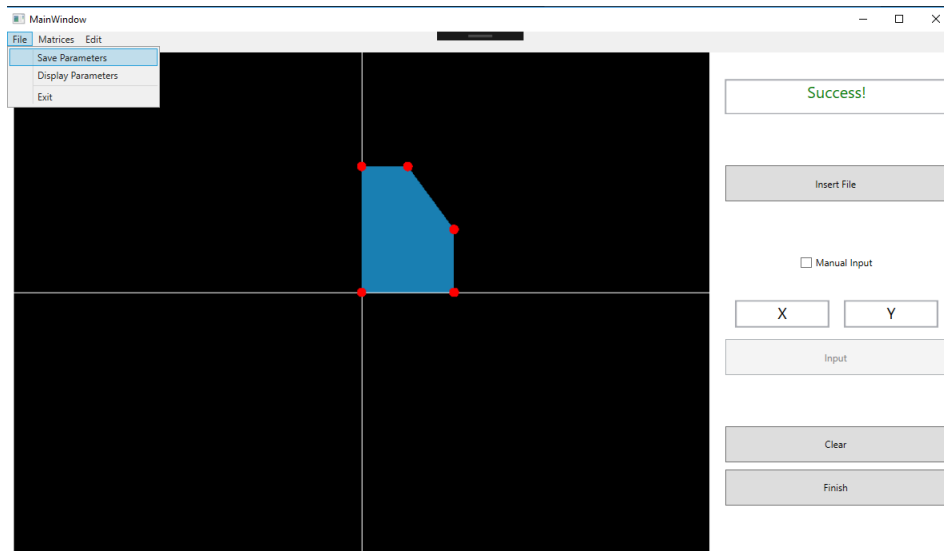 MainWindow
File Matrices Edit
Save Parameters
Display Parameters
Exit
Success!
Insert File
Manual Input
X Y
Input
Clear
Finish